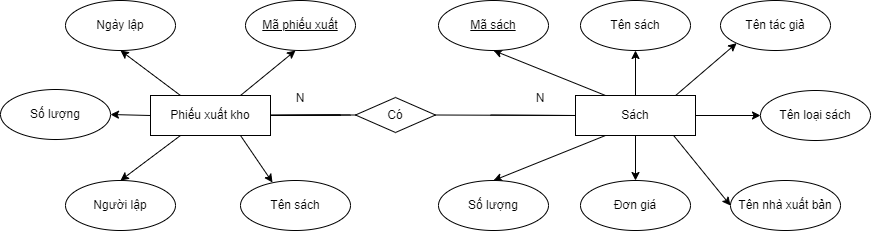 Ngày lập
Mã phiếu xuất
Mã sách
Tên sách
Tên tác giả
Số lượng
Phiếu xuất kho
N
Có
N
Sách
Tên loại sách
Người lập
Tên sách
Số lượng
Đơn giá
Tên nhà xuất bản